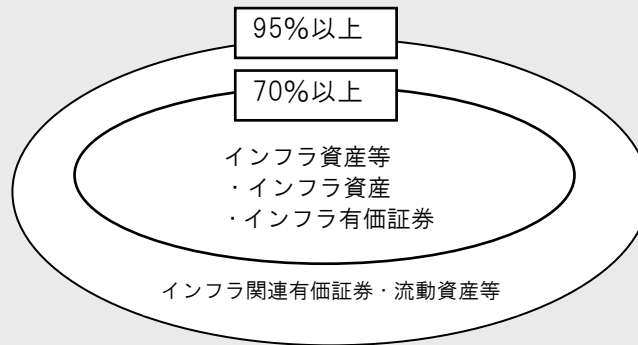 95%以上
70%以上
インフラ資産等
・インフラ資産
・インフラ有価証券
インフラ関連有価証券・流動資産等